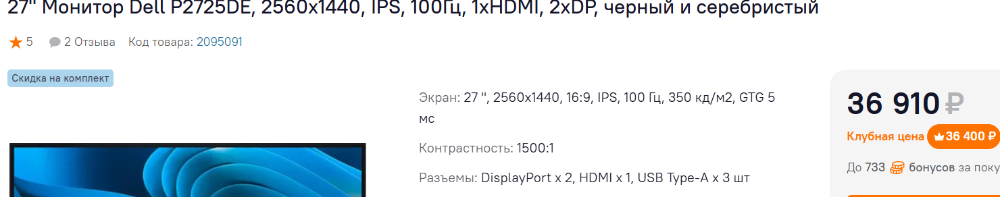 27" Монитор Dell P2725DE, 2560x1440, IPS, 100Гц, 1xHDMI, 2xDP, черный и серебристый
5 2 Отзыва Код товара: 2095091
Скидка на комплект
Экран: 27 ", 2560x1440, 16:9, IPS, 100 Гц, 350 кд/м2, GTG 5
мс
Контрастность: 1500:1
Разъемы: DisplayPort x 2, HDMI x 1, USB Type-A x 3 шт
36 910 ₽
Клубная цена 36 400 ₽
До 733 бонусов за поку